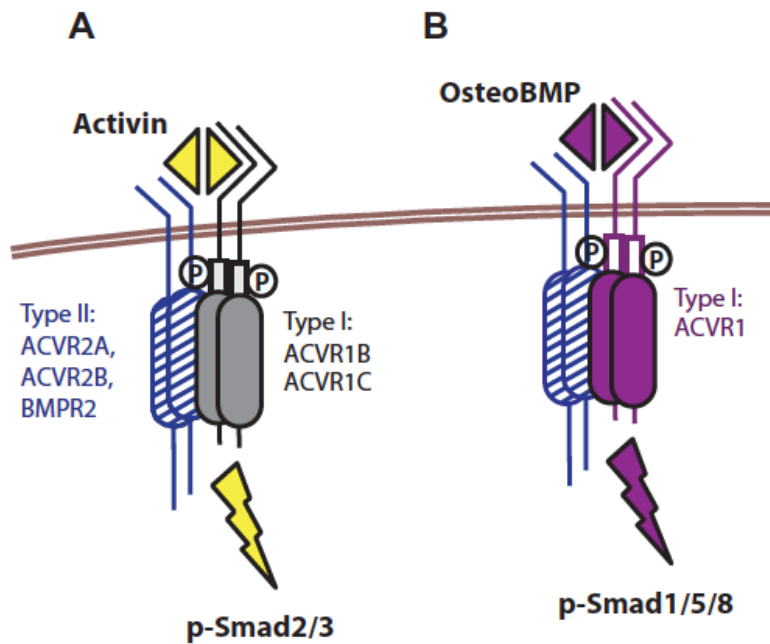 A
B
Activin
OsteoBMP
P
P
P
P
Type II:
ACVR2A,
ACVR2B,
BMPR2
Type I:
ACVR1B
ACVR1C
Type I:
ACVR1
p-Smad2/3
p-Smad1/5/8